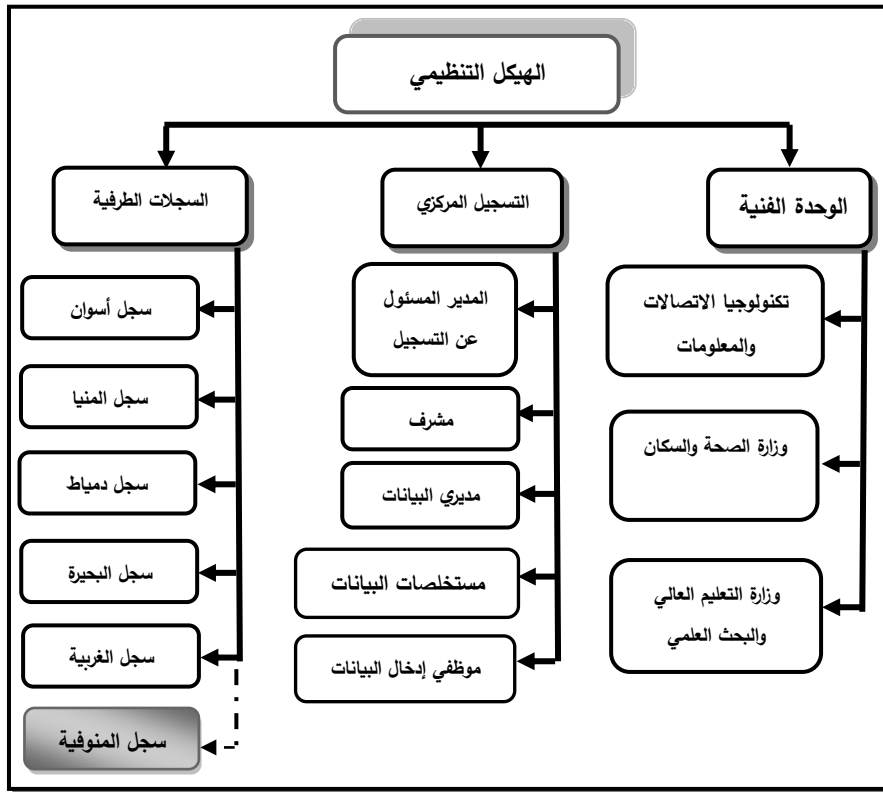 الهيكل التنظيمي
الوحدة الفنية
تكنولوجيا الاتصالات
والمعلومات
وزارة الصحة والسكان
وزارة التعليم العالي
والبحث العلمي
التسجيل المركزي
المدير المسئول
عن التسجيل
مشرف
مديري البيانات
مستخلصات البيانات
موظفي إدخال البيانات
السجلات الطرفية
سجل أسوان
سجل المنيا
سجل دمياط
سجل البحيرة
سجل الغربية
سجل المنوفية